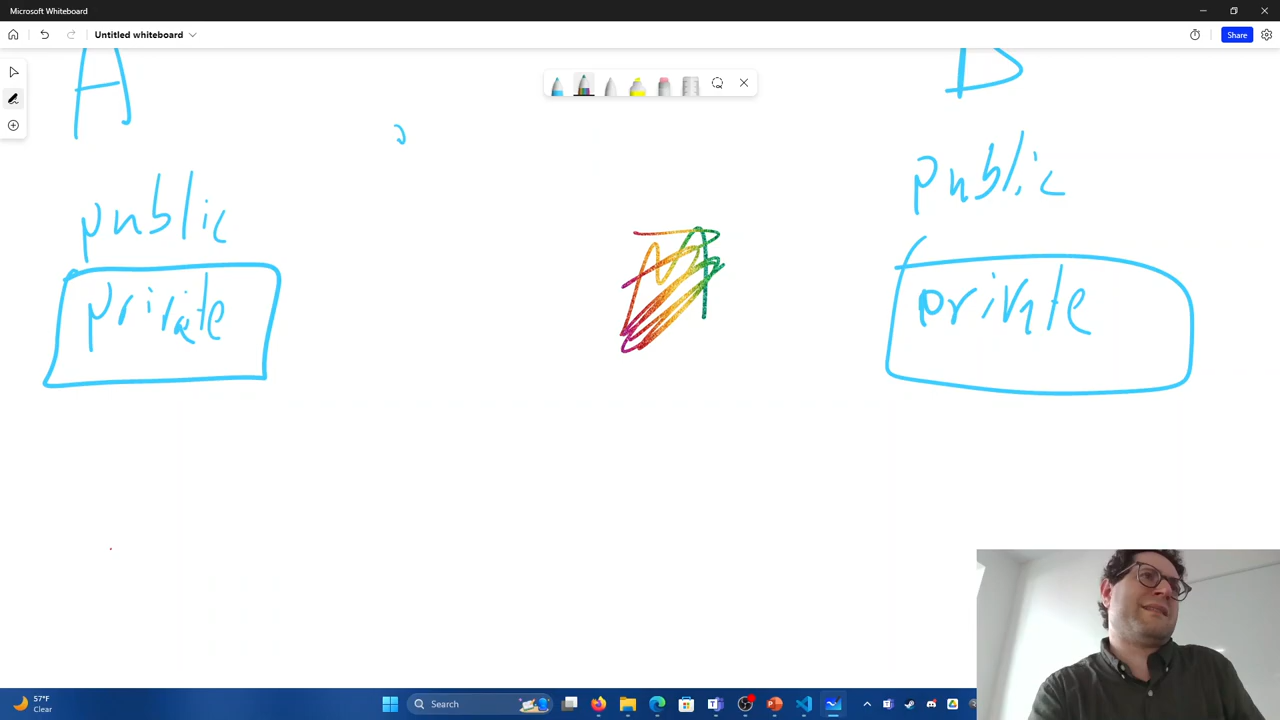 Microsoft Whiteboard
Untitled whiteboard
Share
A
B
public
public
private
private
57°F
Clear
Search